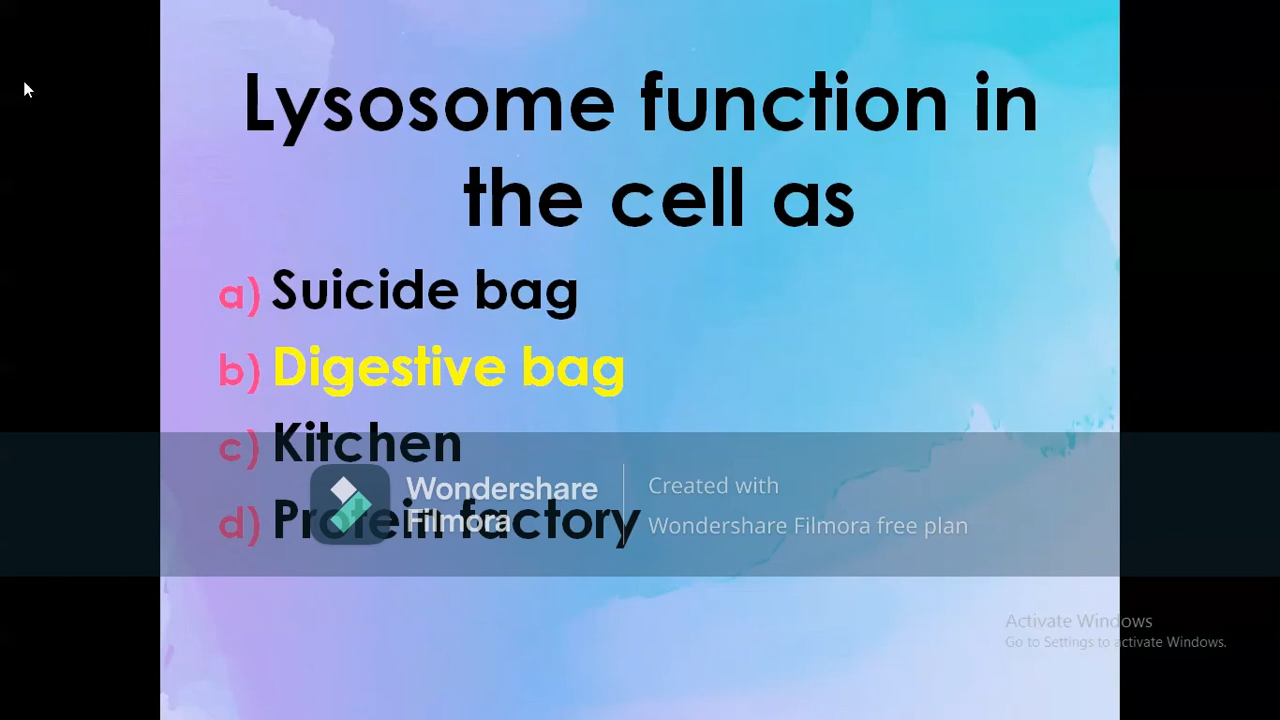 Lysosome function in
the cell as
a) Suicide bag
b) Digestive bag
c) Kitchen
d) Protein factory
Wondershare
Filmora
Created with
Wondershare Filmora free plan
Activate Windows
Go to Settings to activate Windows.